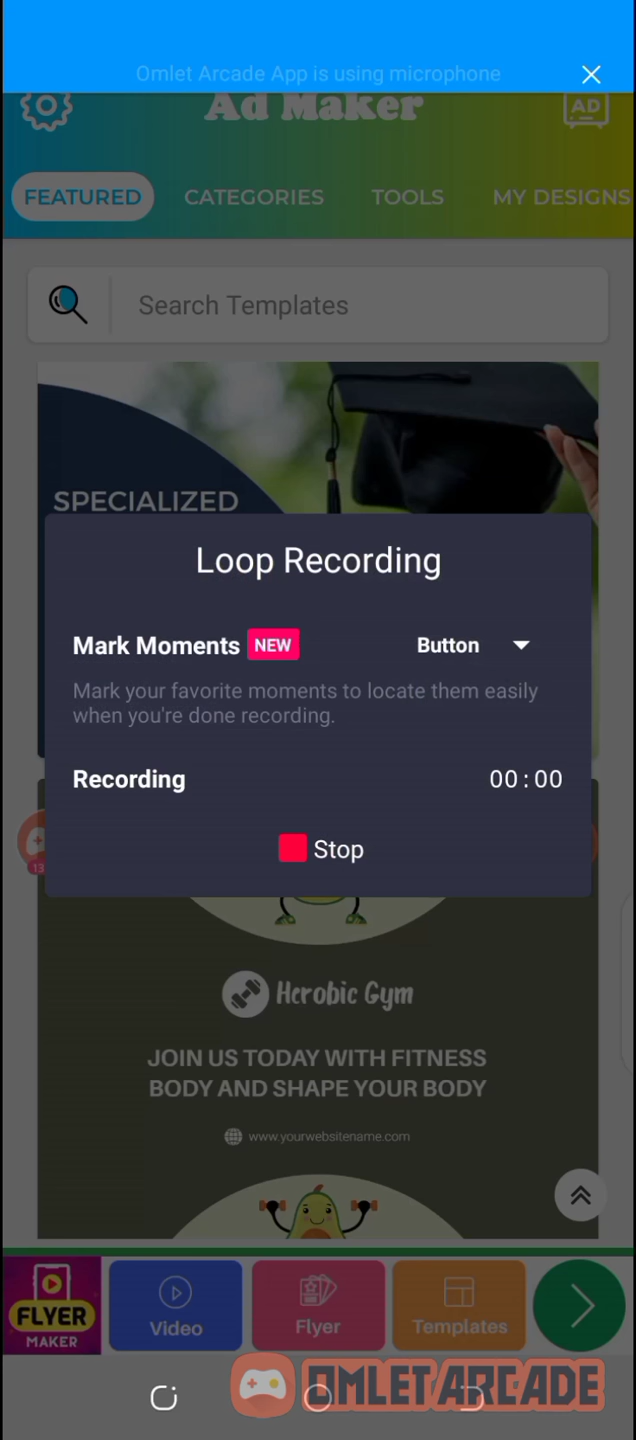 Omlet Arcade App is using microphone
Ad Maker
AD
FEATURED
CATEGORIES
TOOLS
MY DESIGNS
Search Templates
SPECIALIZED
Loop Recording
Mark Moments NEW
Button
Mark your favorite moments to locate them easily
when you're done recording.
Recording
00:00
Stop
13
Herobic Gym
JOIN US TODAY WITH FITNESS
BODY AND SHAPE YOUR BODY
www.yourwebsitename.com
FLYER
MAKER
Video
Flyer
Templates
OMLET ARCADE